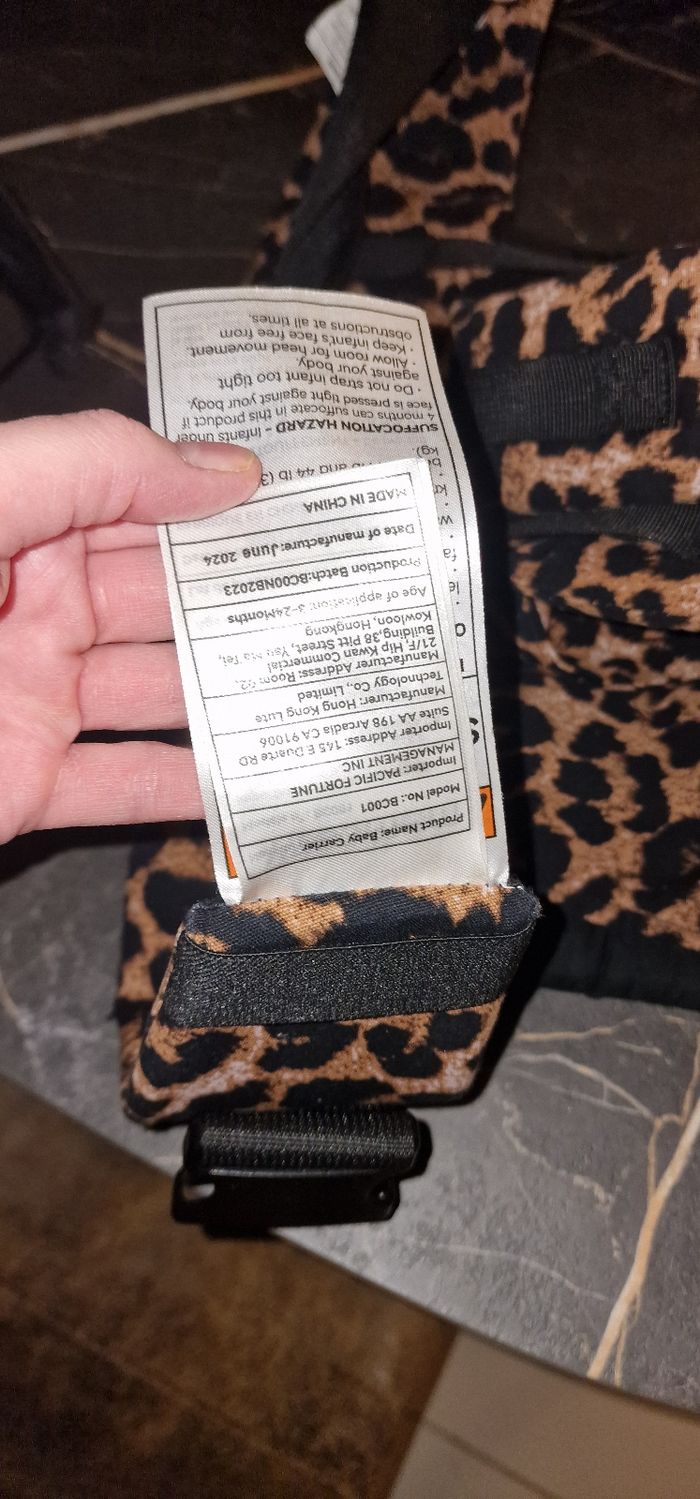 Product Name: Baby Carrier
Model No.: BC001
Importer: PACIFIC FORTUNE
MANAGEMENT INC
Importer Address: 145 E Duarte RD
Suite AA 198 Arcadia CA 91006
Manufacturer: Hong Kong Lute
Technology Co., Limited
Manufacturer Address: Room
21/F, Hip Kwan Commercial
Building,38 Pitt Street, Yau Ma Tei,
Kowloon, Hongkong
Age of application: 3-24Months
Production Batch:BC00NB2023
Date of manufacture: June 2024
MADE IN CHINA
and 44 lb
kg).
SUFFOCATION HAZARD - Infants under
4 months can suffocate in this product if
face is pressed tight against your body.
· Do not strap infant too tight
against your body.
· Allow room for head movement.
· Keep infant's face free from
obstructions at all times.